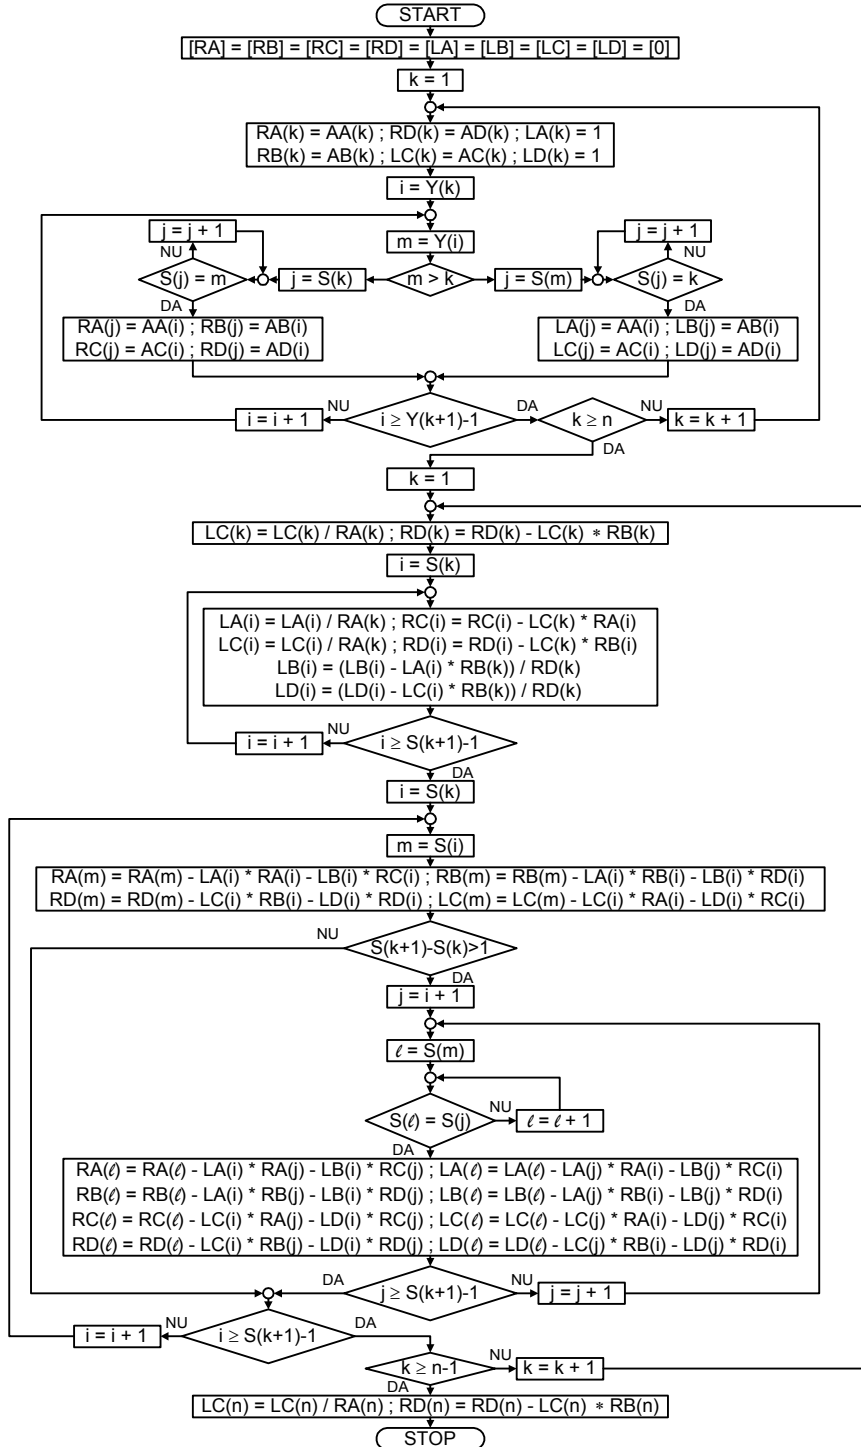 START
[RA] = [RB] = [RC] = [RD] = [LA] = [LB] = [LC] = [LD] = [0]
k = 1
RA(k) = AA(k) ; RD(k) = AD(k) ; LA(k) = 1
RB(k) = AB(k) ; LC(k) = AC(k) ; LD(k) = 1
i = Y(k)
j = j + 1
m = Y(i)
j = j + 1
NU
NU
S(j) = m
j = S(k)
m > k
j = S(m)
S(j) = k
DA
DA
RA(j) = AA(i) ; RB(j) = AB(i)
RC(j) = AC(i) ; RD(j) = AD(i)
LA(j) = AA(i) ; LB(j) = AB(i)
LC(j) = AC(i) ; LD(j) = AD(i)
i = i + 1
NU
i ≥ Y(k+1)-1
DA
k ≥ n
NU
k = k + 1
DA
k = 1
LC(k) = LC(k) / RA(k) ; RD(k) = RD(k) - LC(k) * RB(k)
i = S(k)
LA(i) = LA(i) / RA(k) ; RC(i) = RC(i) - LC(k) * RA(i)
LC(i) = LC(i) / RA(k) ; RD(i) = RD(i) - LC(k) * RB(i)
LB(i) = (LB(i) - LA(i) * RB(k)) / RD(k)
LD(i) = (LD(i) - LC(i) * RB(k)) / RD(k)
i = i + 1
NU
i ≥ S(k+1)-1
DA
i = S(k)
m = S(i)
RA(m) = RA(m) - LA(i) * RA(i) - LB(i) * RC(i) ; RB(m) = RB(m) - LA(i) * RB(i) - LB(i) * RD(i)
RD(m) = RD(m) - LC(i) * RB(i) - LD(i) * RD(i) ; LC(m) = LC(m) - LC(i) * RA(i) - LD(i) * RC(i)
NU
S(k+1)-S(k)>1
DA
j = i + 1
ℓ = S(m)
S(ℓ) = S(j)
NU
ℓ = ℓ + 1
DA
RA(ℓ) = RA(ℓ) - LA(i) * RA(j) - LB(i) * RC(j) ; LA(ℓ) = LA(ℓ) - LA(j) * RA(i) - LB(j) * RC(i)
RB(ℓ) = RB(ℓ) - LA(i) * RB(j) - LB(i) * RD(j) ; LB(ℓ) = LB(ℓ) - LA(j) * RB(i) - LB(j) * RD(i)
RC(ℓ) = RC(ℓ) - LC(i) * RA(j) - LD(i) * RC(j) ; LC(ℓ) = LC(ℓ) - LC(j) * RA(i) - LD(j) * RC(i)
RD(ℓ) = RD(ℓ) - LC(i) * RB(j) - LD(i) * RD(j) ; LD(ℓ) = LD(ℓ) - LC(j) * RB(i) - LD(j) * RD(i)
DA
j ≥ S(k+1)-1
NU
j = j + 1
i = i + 1
NU
i ≥ S(k+1)-1
DA
k ≥ n-1
NU
k = k + 1
DA
LC(n) = LC(n) / RA(n) ; RD(n) = RD(n) - LC(n) * RB(n)
STOP